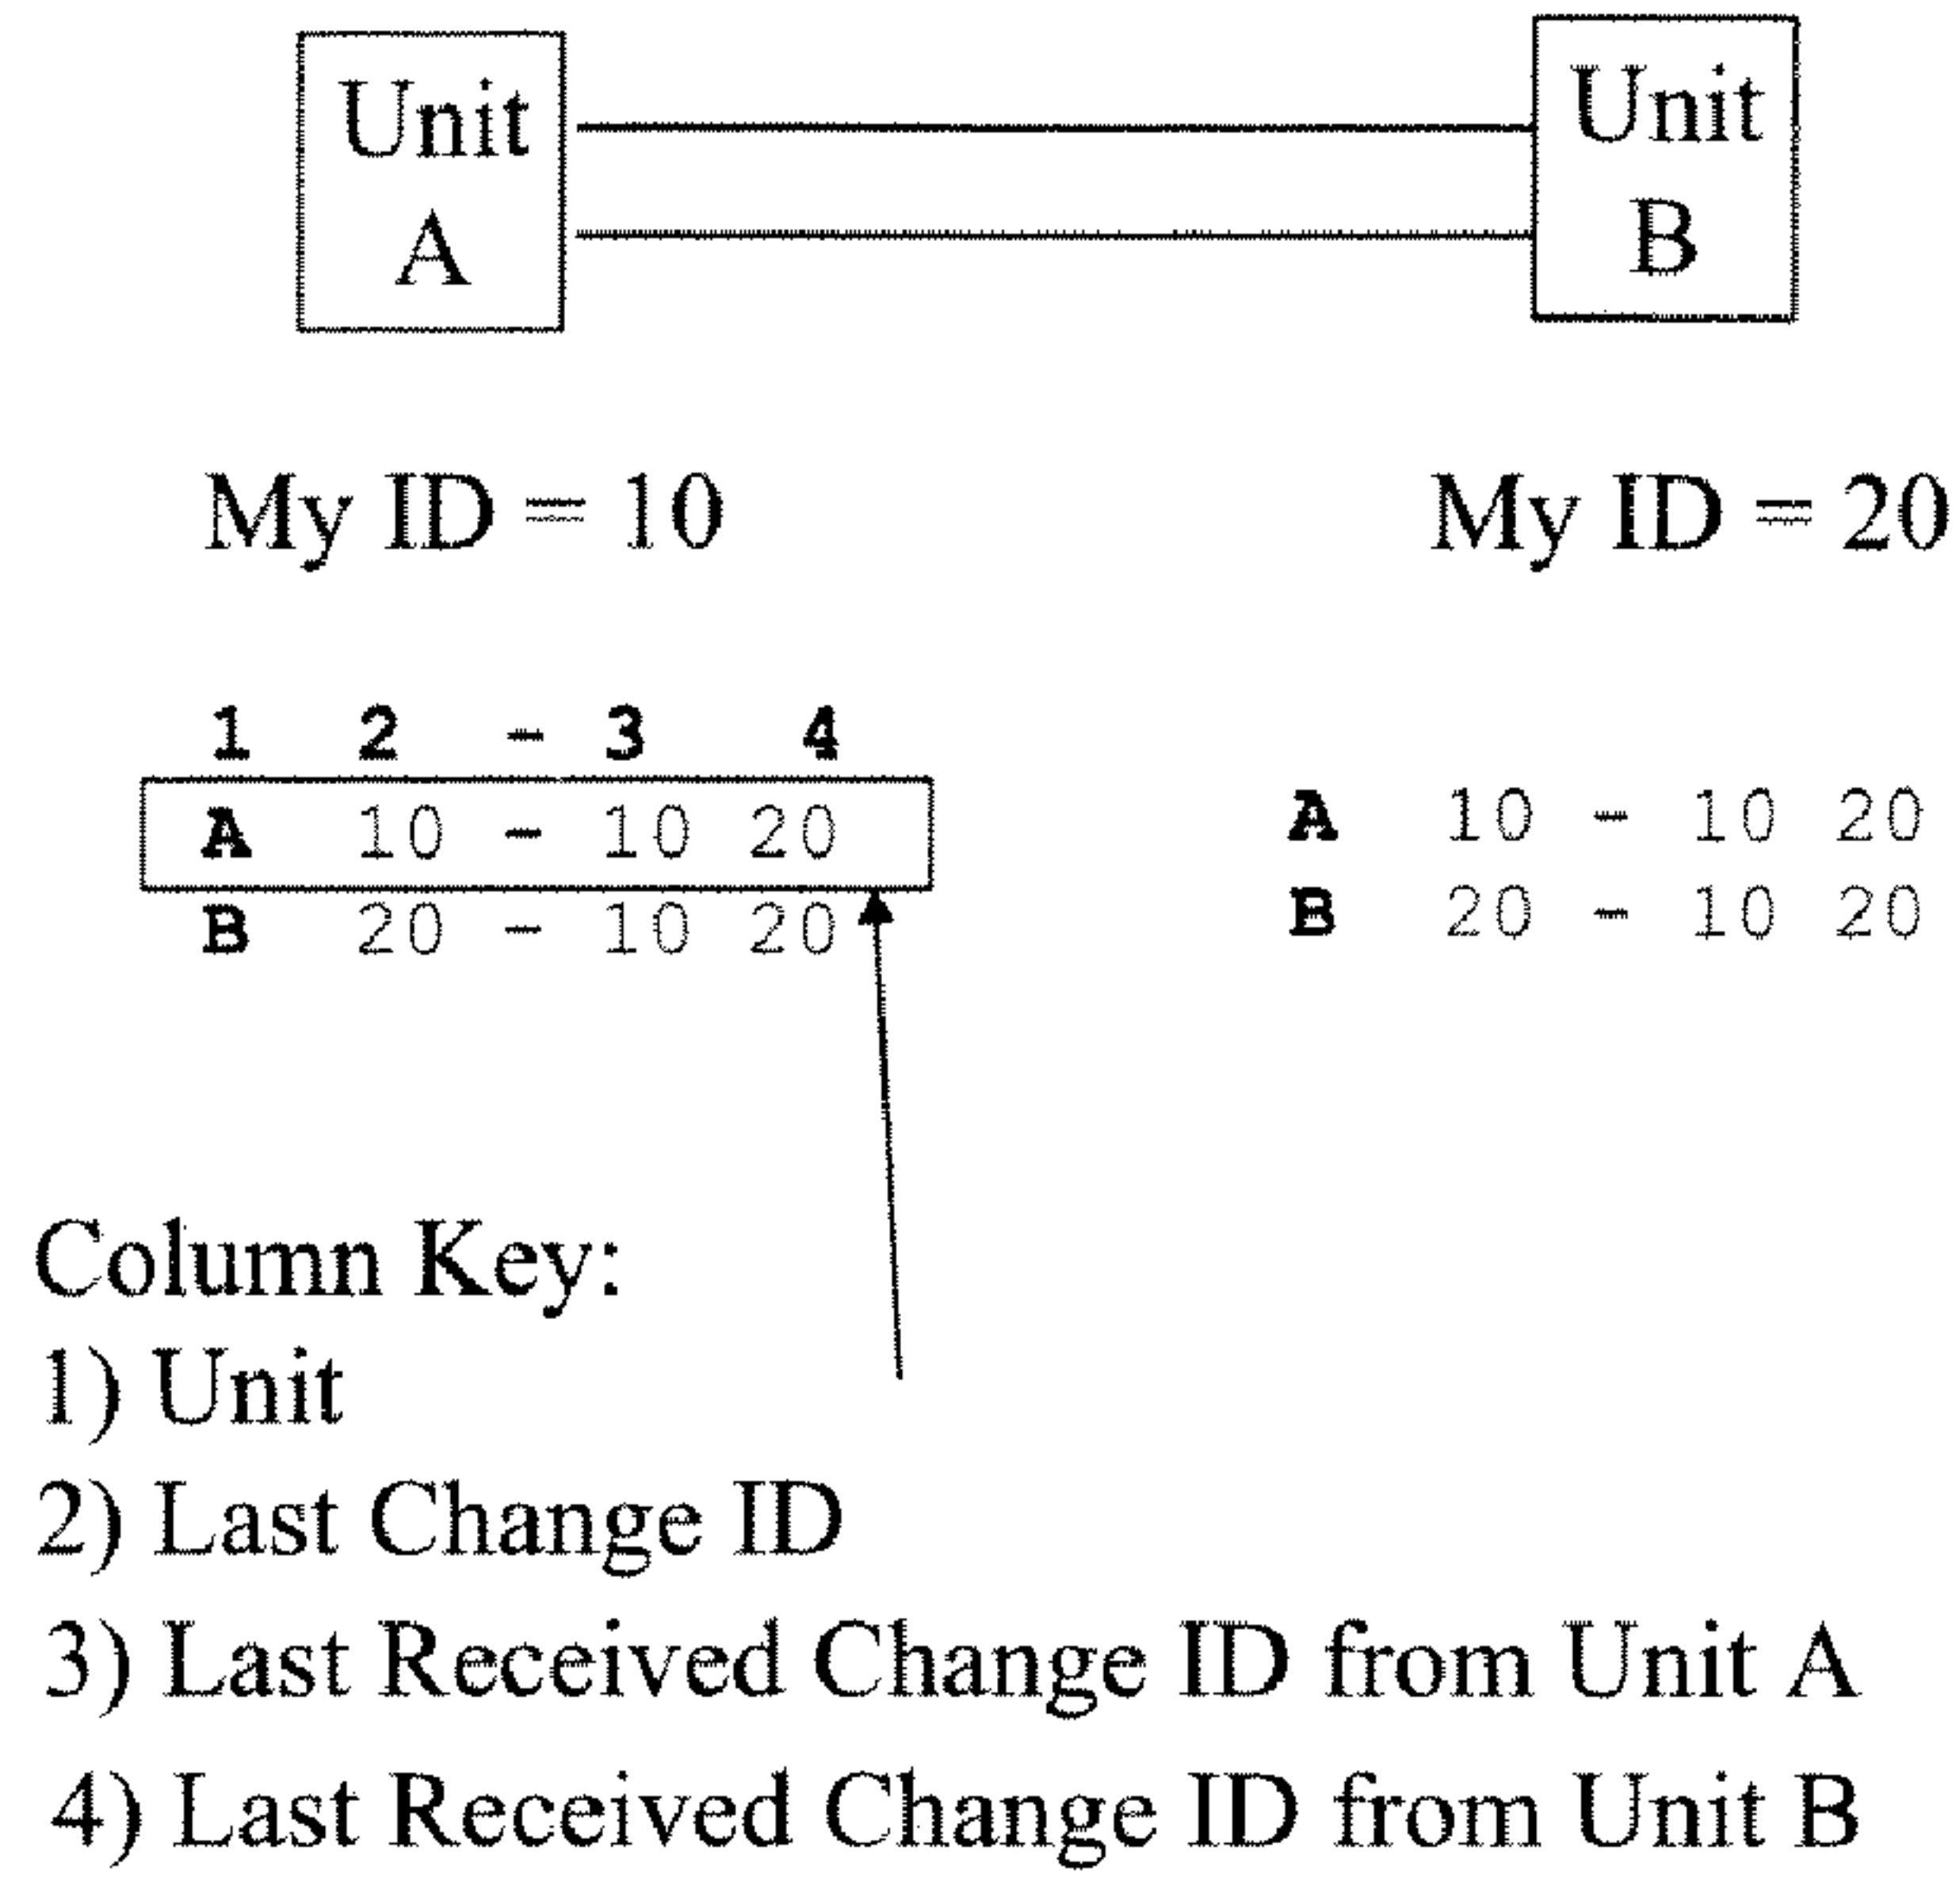 Unit A
Unit B
My ID = 10
My ID = 20
1 2 - 3 4
A 10 - 10 20
B 20 - 10 20
A 10 - 10 20
B 20 - 10 20
Column Key:
1) Unit
2) Last Change ID
3) Last Received Change ID from Unit A
4) Last Received Change ID from Unit B